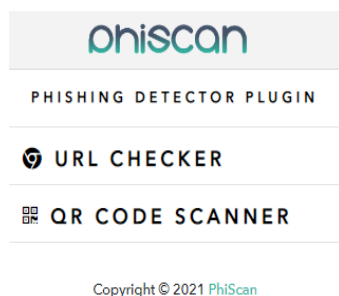 phiscan
PHISHING DETECTOR PLUGIN
URL CHECKER
QR CODE SCANNER
Copyright © 2021 PhiScan